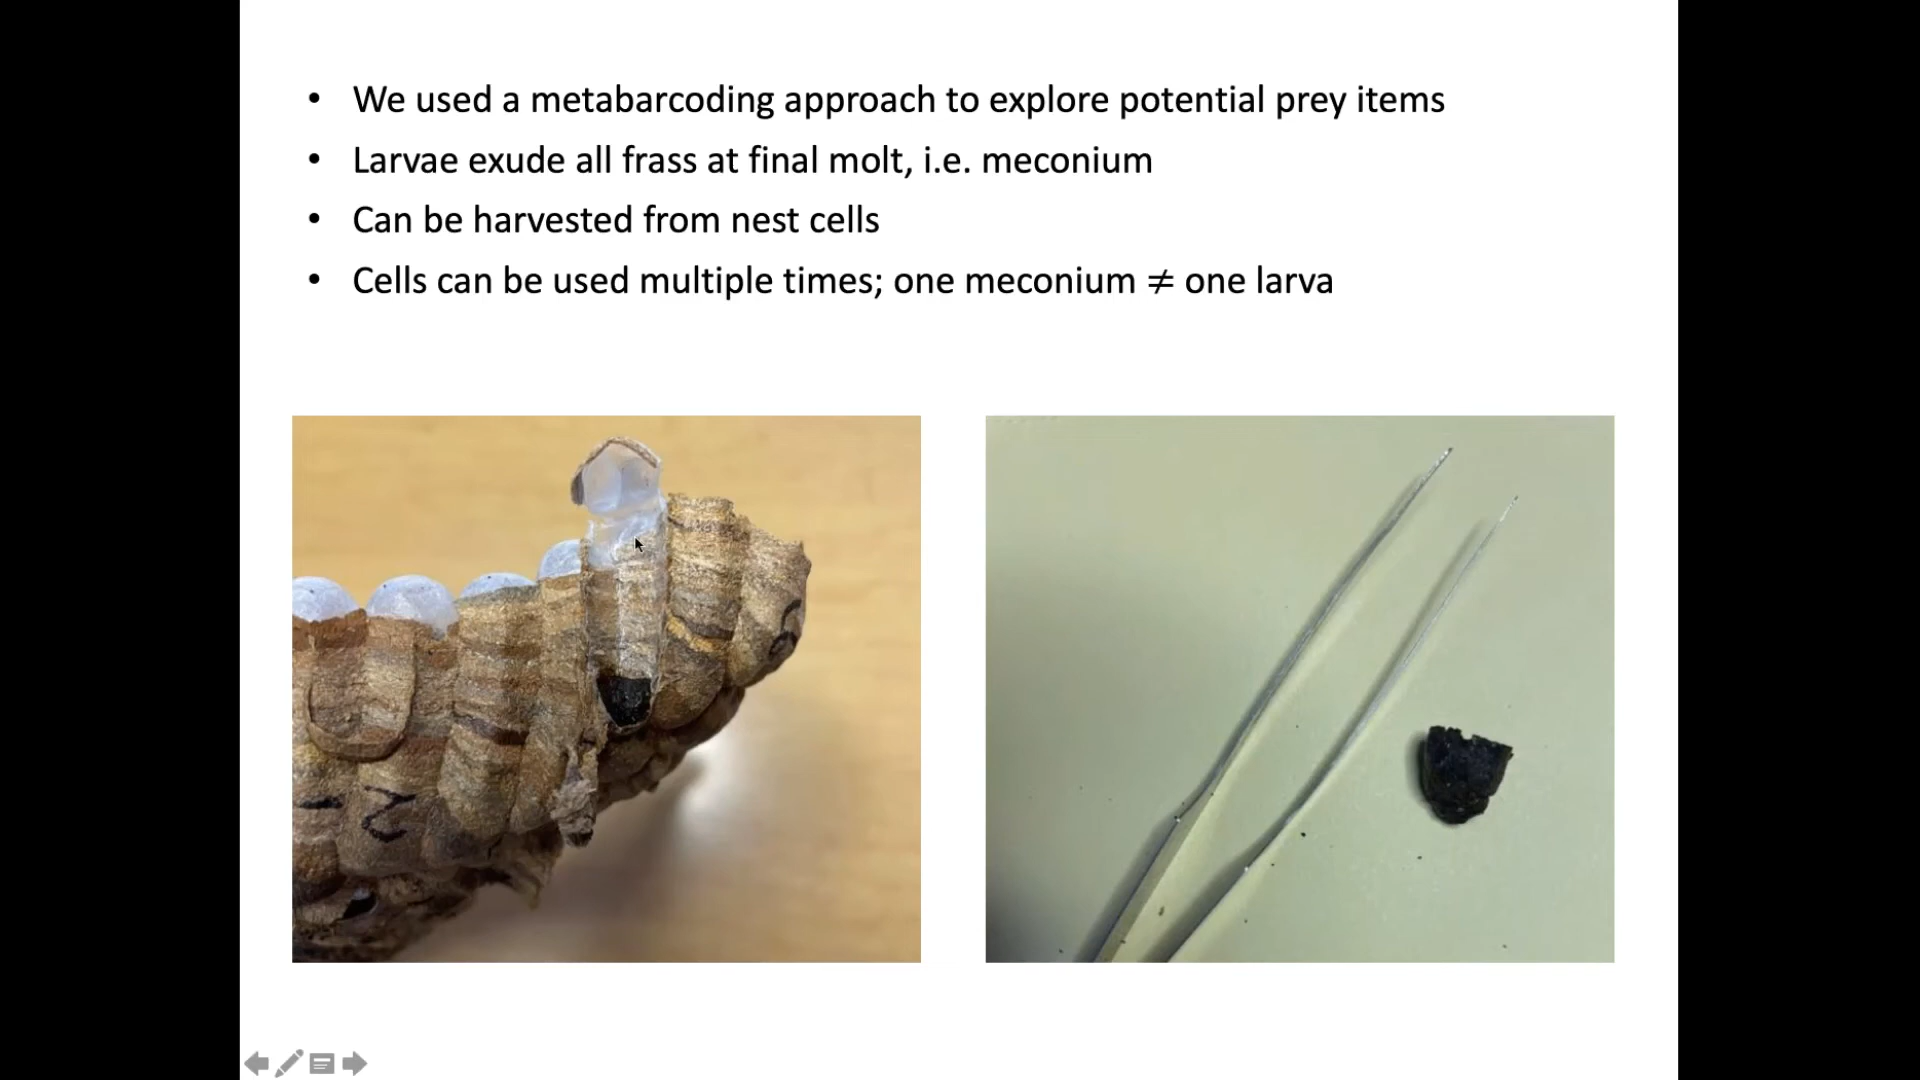 • We used a metabarcoding approach to explore potential prey items
• Larvae exude all frass at final molt, i.e. meconium
• Can be harvested from nest cells
• Cells can be used multiple times; one meconium ≠ one larva